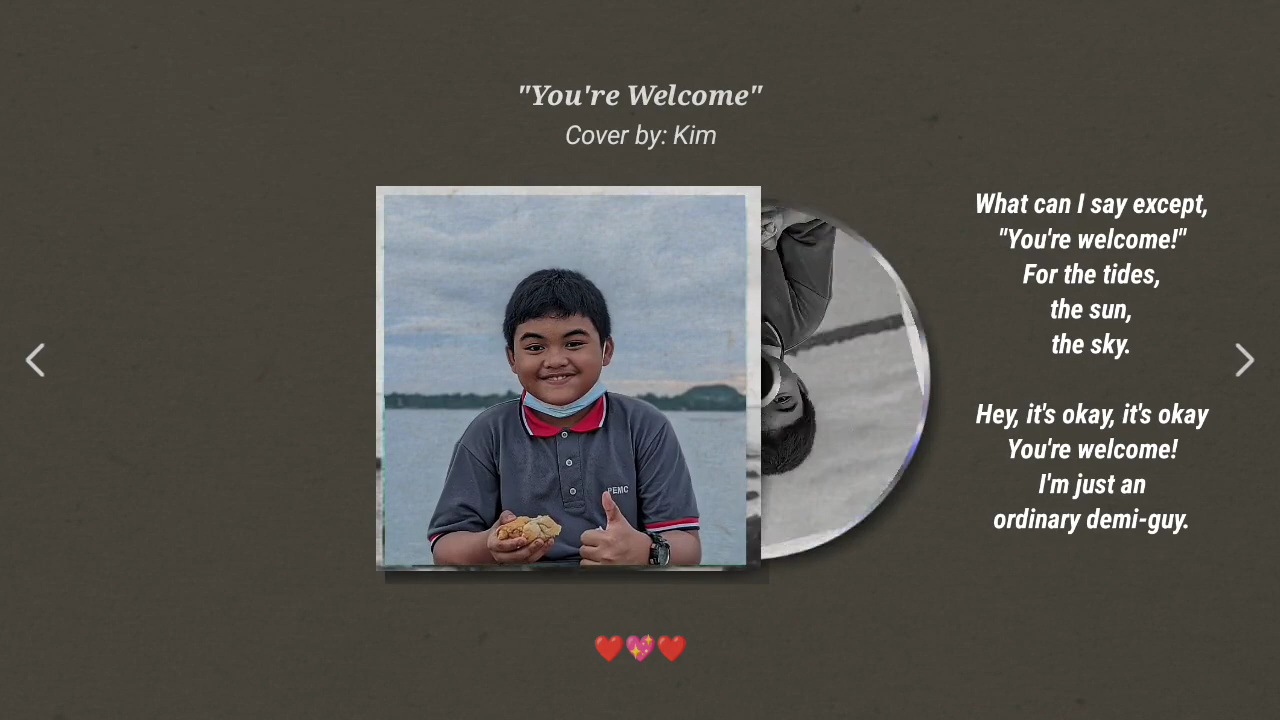 "You're Welcome"
Cover by: Kim
PEMC
What can I say except,
"You're welcome!"
For the tides,
the sun,
the sky.
Hey, it's okay, it's okay
You're welcome!
I'm just an
ordinary demi-guy.